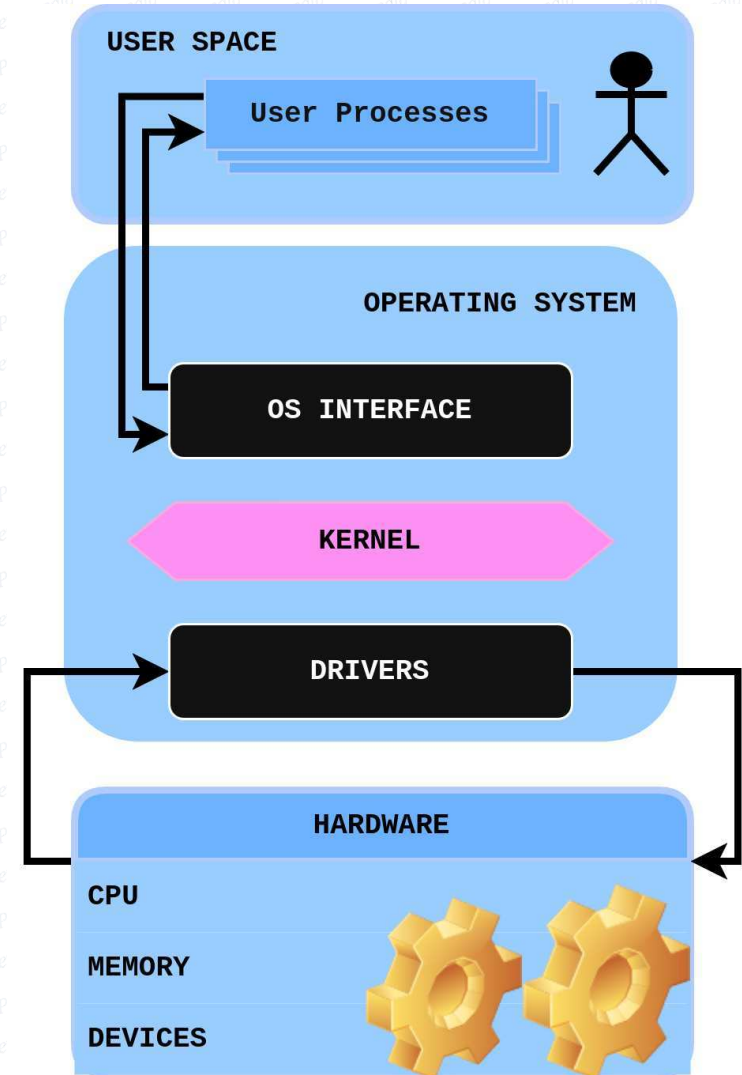 USER SPACE
User Processes
OPERATING SYSTEM
OS INTERFACE
KERNEL
DRIVERS
HARDWARE
CPU
MEMORY
DEVICES